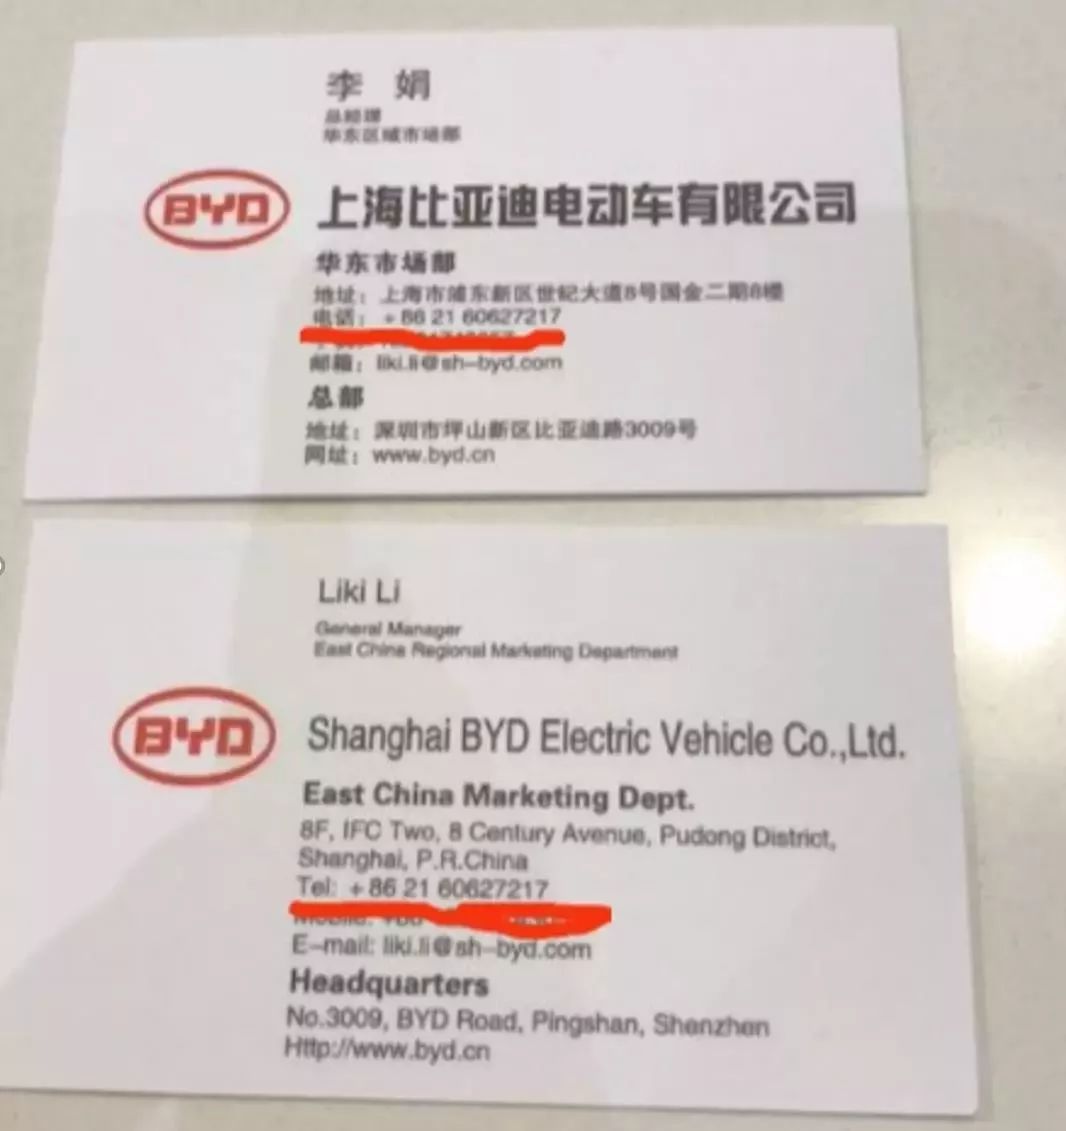 李 娟
总经理
华东区域市场部
BYD
上海比亚迪电动车有限公司
华东市场部
地址：上海市浦东新区世纪大道8号国金二期8楼
电话：+86 21 60627217
邮箱：liki.li@sh-byd.com
总部
地址：深圳市坪山新区比亚迪路3009号
网址：www.byd.cn
Liki Li
General Manager
East China Regional Marketing Department
BYD
Shanghai BYD Electric Vehicle Co.,Ltd.
East China Marketing Dept.
8F, IFC Two, 8 Century Avenue, Pudong District,
Shanghai, P.R.China
Tel: +86 21 60627217
E-mail: liki.li@sh-byd.com
Headquarters
No.3009, BYD Road, Pingshan, Shenzhen
Http://www.byd.cn